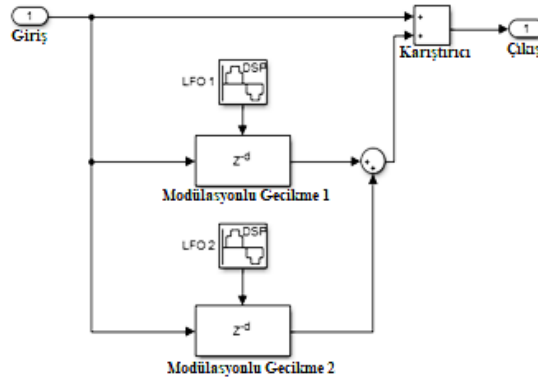 1
Giriş
+
+
Karıştırıcı
1
Çıkış
LFO 1
DSP
z-d
Modülasyonlu Gecikme 1
+
+
LFO 2
DSP
z-d
Modülasyonlu Gecikme 2